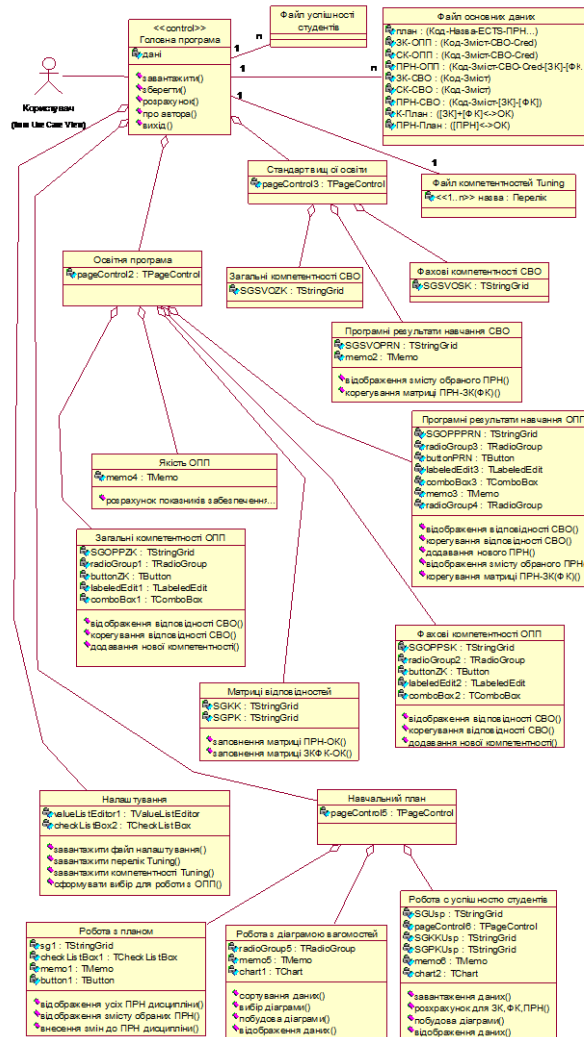 <<control>>
Головна програма
дані
завантажити()
зберегти()
розрахунок()
про автора()
вихід()
Користувач
(from Use Case View)
1
n
1
n
1
1
Файл успішності
студентів
Файл основних даних
план : (Код-Назва-ECTS-ПРН...)
ЗК-ОПП : (Код-Зміст-СВО-Cred)
СК-ОПП : (Код-Зміст-СВО-Cred)
ПРН-ОПП : (Код-Зміст-СВО-Cred-[ЗК]-[ФК..
ЗК-СВО : (Код-Зміст)
СК-СВО : (Код-Зміст)
ПРН-СВО : (Код-Зміст-[ЗК]-[ФК])
К-План : ([ЗК]+[ФК]<->ОК)
ПРН-План : ([ПРН]<->ОК)
Стандарт вищої освіти
pageControl3 : TPageControl
Файл компетентностей Tuning
<<1..n>> назва : Перелік
Освітня програма
pageControl2 : TPageControl
Загальні компетентності СВО
SGSVOZK : TStringGrid
Фахові компетентності СВО
SGSVOSK : TStringGrid
Програмні результати навчання СВО
SGSVOPRN : TStringGrid
memo2 : TMemo
відображення змісту обраного ПРН()
корегування матриці ПРН-ЗК(ФК)()
Програмні результати навчання ОПП
SGOPPPRN : TStringGrid
radioGroup3 : TRadioGroup
buttonPRN : TButton
labeledEdit3 : TLabeledEdit
comboBox3 : TComboBox
memo3 : TMemo
radioGroup4 : TRadioGroup
відображення відповідності СВО()
корегування відповідності СВО()
додавання нового ПРН()
відображення змісту обраного ПРН()
корегування матриці ПРН-ЗК(ФК)()
Якість ОПП
memo4 : TMemo
розрахунок показників забезпечення...
Загальні компетентності ОПП
SGOPPZK : TStringGrid
radioGroup1 : TRadioGroup
buttonZK : TButton
labeledEdit1 : TLabeledEdit
comboBox1 : TComboBox
відображення відповідності СВО()
корегування відповідності СВО()
додавання нової компетентності()
Фахові компетентності ОПП
SGOPPSK : TStringGrid
radioGroup2 : TRadioGroup
buttonZK : TButton
labeledEdit2 : TLabeledEdit
comboBox2 : TComboBox
відображення відповідності СВО()
корегування відповідності СВО()
додавання нової компетентності()
Матриці відповідностей
SGKK : TStringGrid
SGPK : TStringGrid
заповнення матриці ПРН-ОК()
заповнення матриці ЗКФК-ОК()
Налаштування
valueListEditor1 : TValueListEditor
checkListBox2 : TCheckListBox
завантажити файл налаштування()
завантажити перелік Tuning()
завантажити компетентності Tuning()
сформувати вибір для роботи з ОПП()
Навчальний план
pageControl5 : TPageControl
Робота з планом
sg1 : TStringGrid
checkListBox1 : TCheckListBox
memo1 : TMemo
button1 : TButton
відображення усіх ПРН дисципліни()
відображення змісту обраних ПРН()
внесення змін до ПРН дисципліни()
Робота з діаграмою вагомостей
radioGroup5 : TRadioGroup
memo5 : TMemo
chart1 : TChart
сортування даних()
вибір діаграми()
побудова діаграми()
відображення даних()
Робота с успішностю студентів
SGUsp : TStringGrid
pageControl6 : TPageControl
SGKKUsp : TStringGrid
SGPKUsp : TStringGrid
memo6 : TMemo
chart2 : TChart
завантаження даних()
розхрахунок для ЗК,ФК,ПРН()
побудова діаграми()
відображення даних()